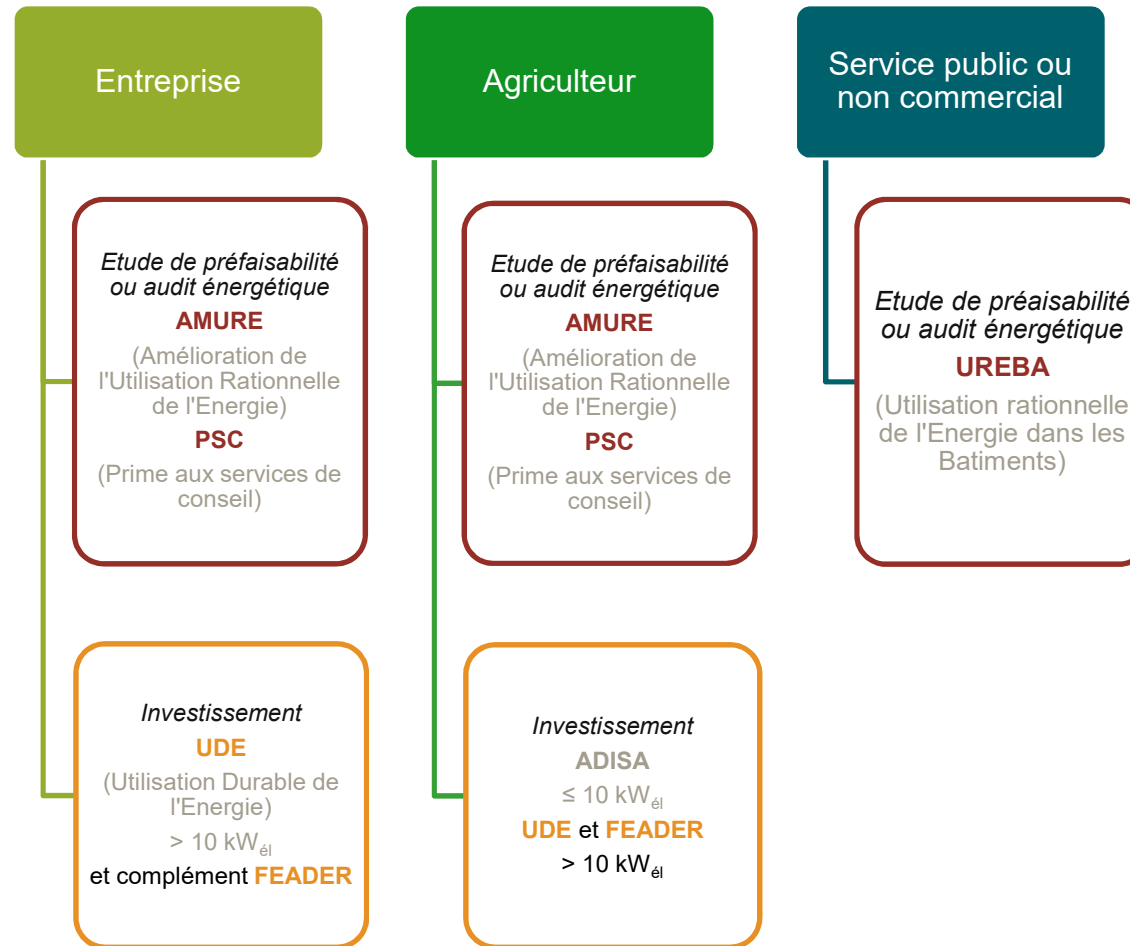 Entreprise
Etude de préfaisabilité
ou audit énergétique
AMURE
(Amélioration de
l'Utilisation Rationnelle
de l'Energie)
PSC
(Prime aux services de
conseil)
Investissement
UDE
(Utilisation Durable de
l'Energie)
> 10 kWél
et complément FEADER
Agriculteur
Etude de préfaisabilité
ou audit énergétique
AMURE
(Amélioration de
l'Utilisation Rationnelle
de l'Energie)
PSC
(Prime aux services de
conseil)
Investissement
ADISA
≤ 10 kWél
UDE et FEADER
> 10 kWél
Service public ou
non commercial
Etude de préaisabilité
ou audit énergétique
UREBA
(Utilisation rationnelle
de l'Energie dans les
Batiments)